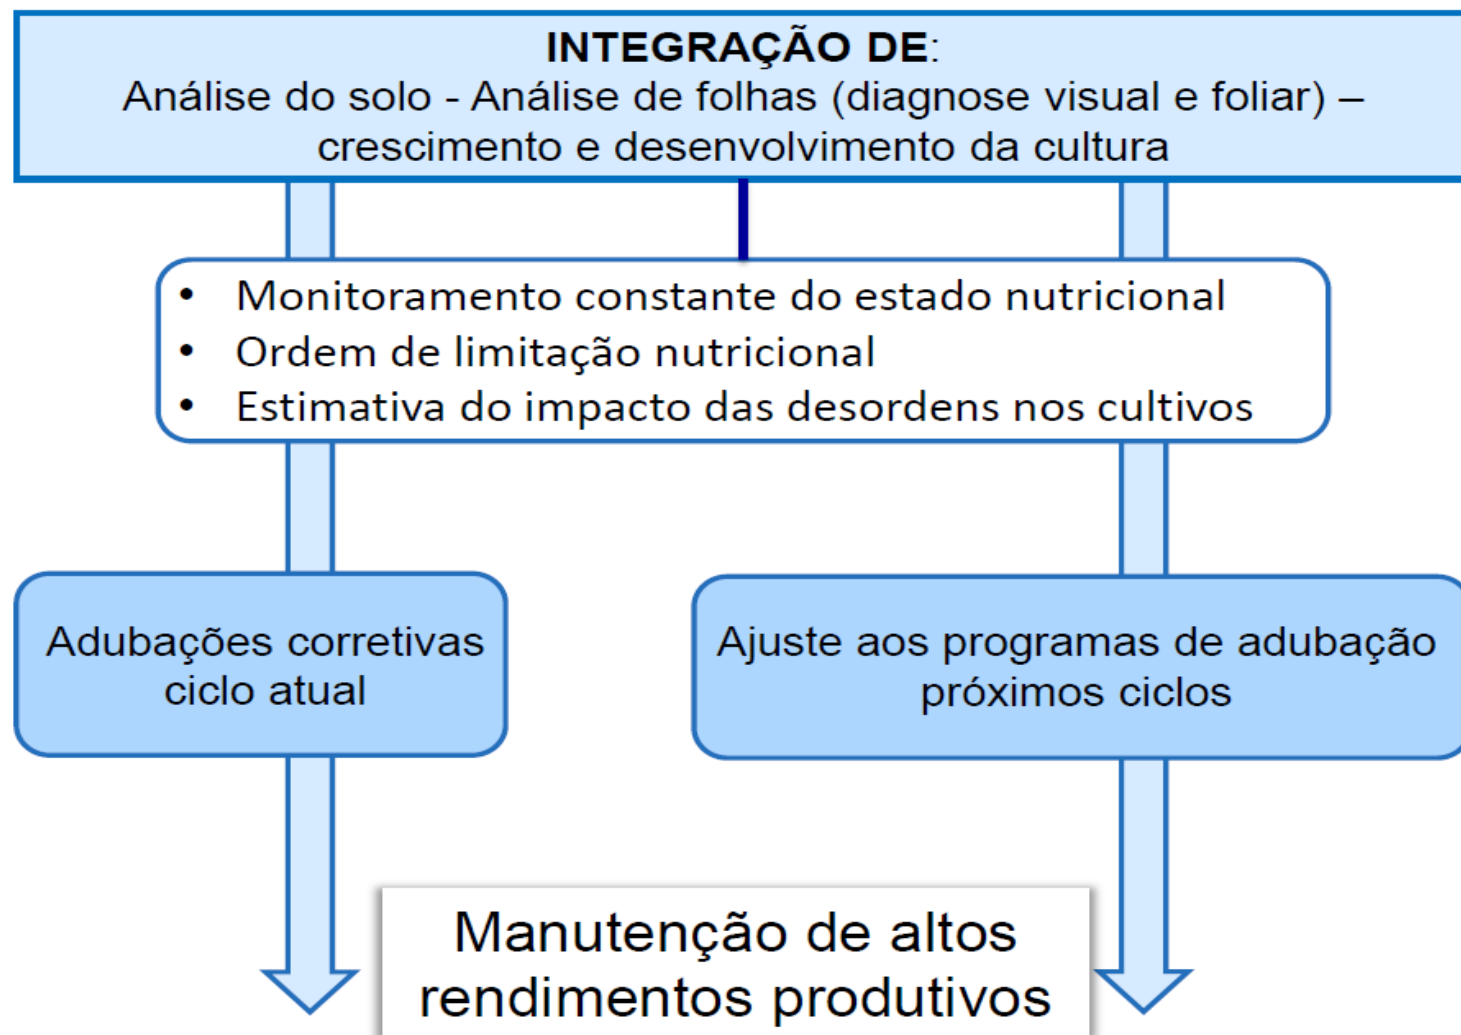 INTEGRAÇÃO DE:
Análise do solo - Análise de folhas (diagnose visual e foliar) –
crescimento e desenvolvimento da cultura
• Monitoramento constante do estado nutricional
• Ordem de limitação nutricional
• Estimativa do impacto das desordens nos cultivos
Adubações corretivas
ciclo atual
Ajuste aos programas de adubação
próximos ciclos
Manutenção de altos
rendimentos produtivos